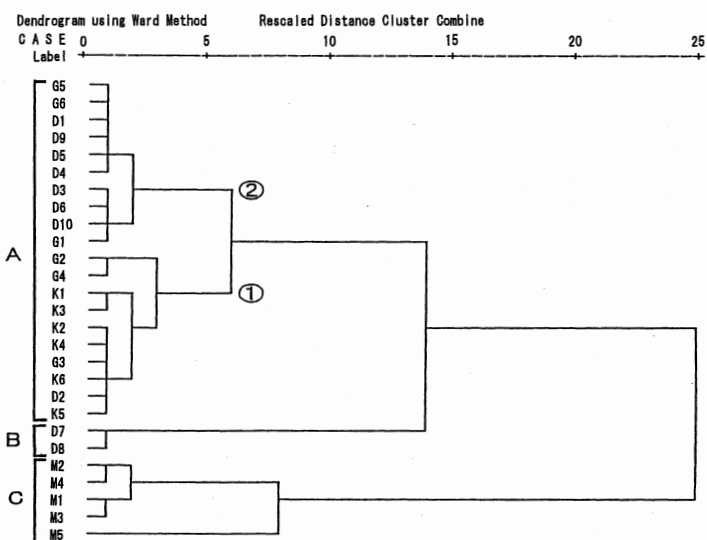 Dendrogram using Ward Method Rescaled Distance Cluster Combine
C A S E 0 5 10 15 20 25
Label
G5
G6
D1
D9
D5
D4
D3
②
D6
D10
G1
A
G2
G4
K1
①
K3
K2
K4
G3
K6
D2
K5
D7
B
D8
M2
M4
C
M1
M3
M5